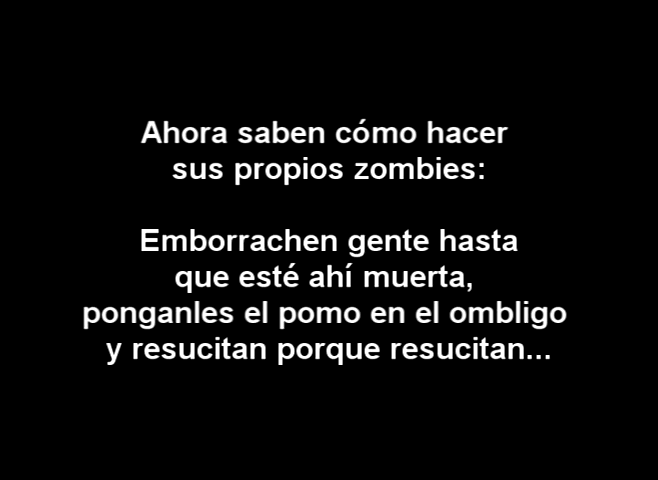 Ahora saben cómo hacer
sus propios zombies:
Emborrachen gente hasta
que esté ahí muerta,
ponganles el pomo en el ombligo
y resucitan porque resucitan...